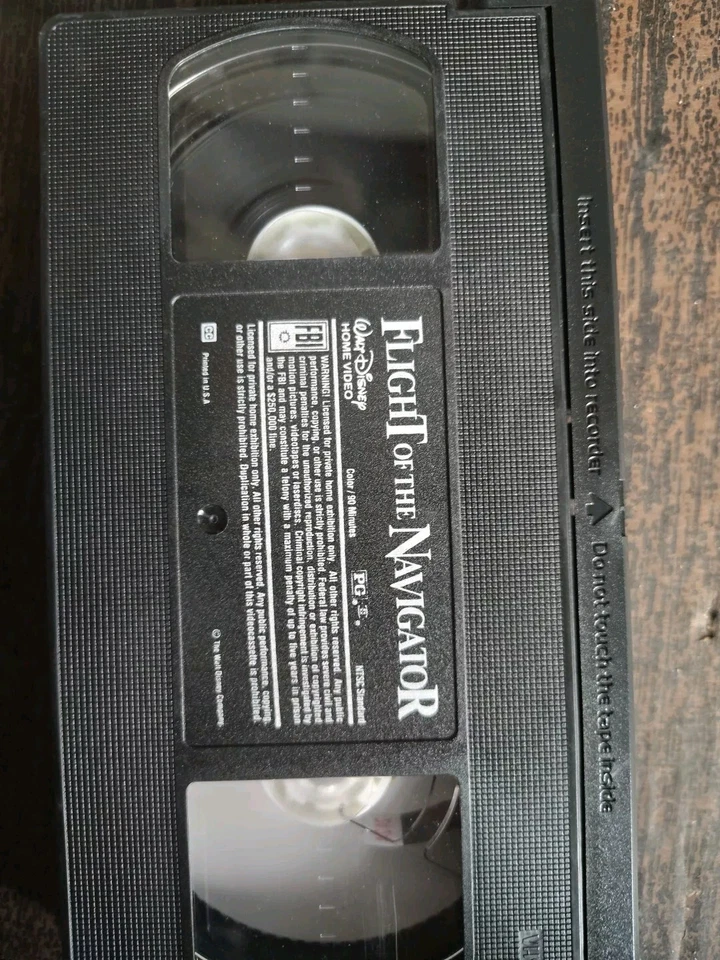 Insert this side into recorder Do not touch the tape inside
FLIGHT OF THE NAVIGATOR
WALT DISNEY
HOME VIDEO
Color / 90 Minutes
PG
NTSC Standard
FBI
WARNING! Licensed for private home exhibition only. All other rights reserved. Any public
performance, copying, or other use is strictly prohibited. Federal law provides severe civil and
criminal penalties for the unauthorized reproduction, distribution or exhibition of copyrighted
motion pictures, videotapes or laserdiscs. Criminal copyright infringement is investigated by
the FBI and may constitute a felony with a maximum penalty of up to five years in prison
and/or a $250,000 fine.
Licensed for private home exhibition only. All other rights reserved. Any public performance, copying
or other use is strictly prohibited. Duplication in whole or part of this videocassette is prohibited.
CC
Printed in U.S.A
© The Walt Disney Company.